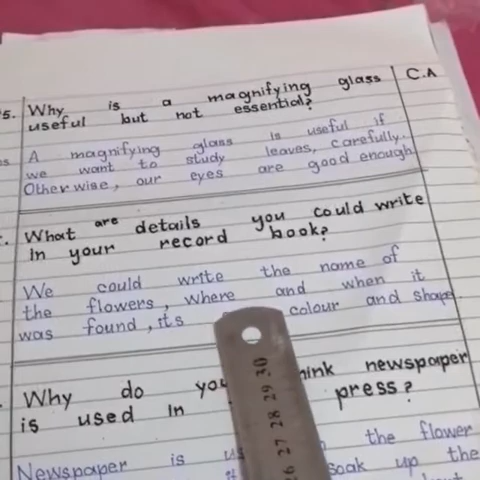 5. Why is a magnifying glass C.A
useful but not essential?
A magnifying glass is useful if
we want to study leaves, carefully.
Otherwise, our eyes are good enough
What are details you could write
in your record book?
We could write the name of
the flowers, where and when it
was found, its colour and shape
Why do newspaper
is used in press?
Newspaper is the flower
soak up the
30
29
28
27
26